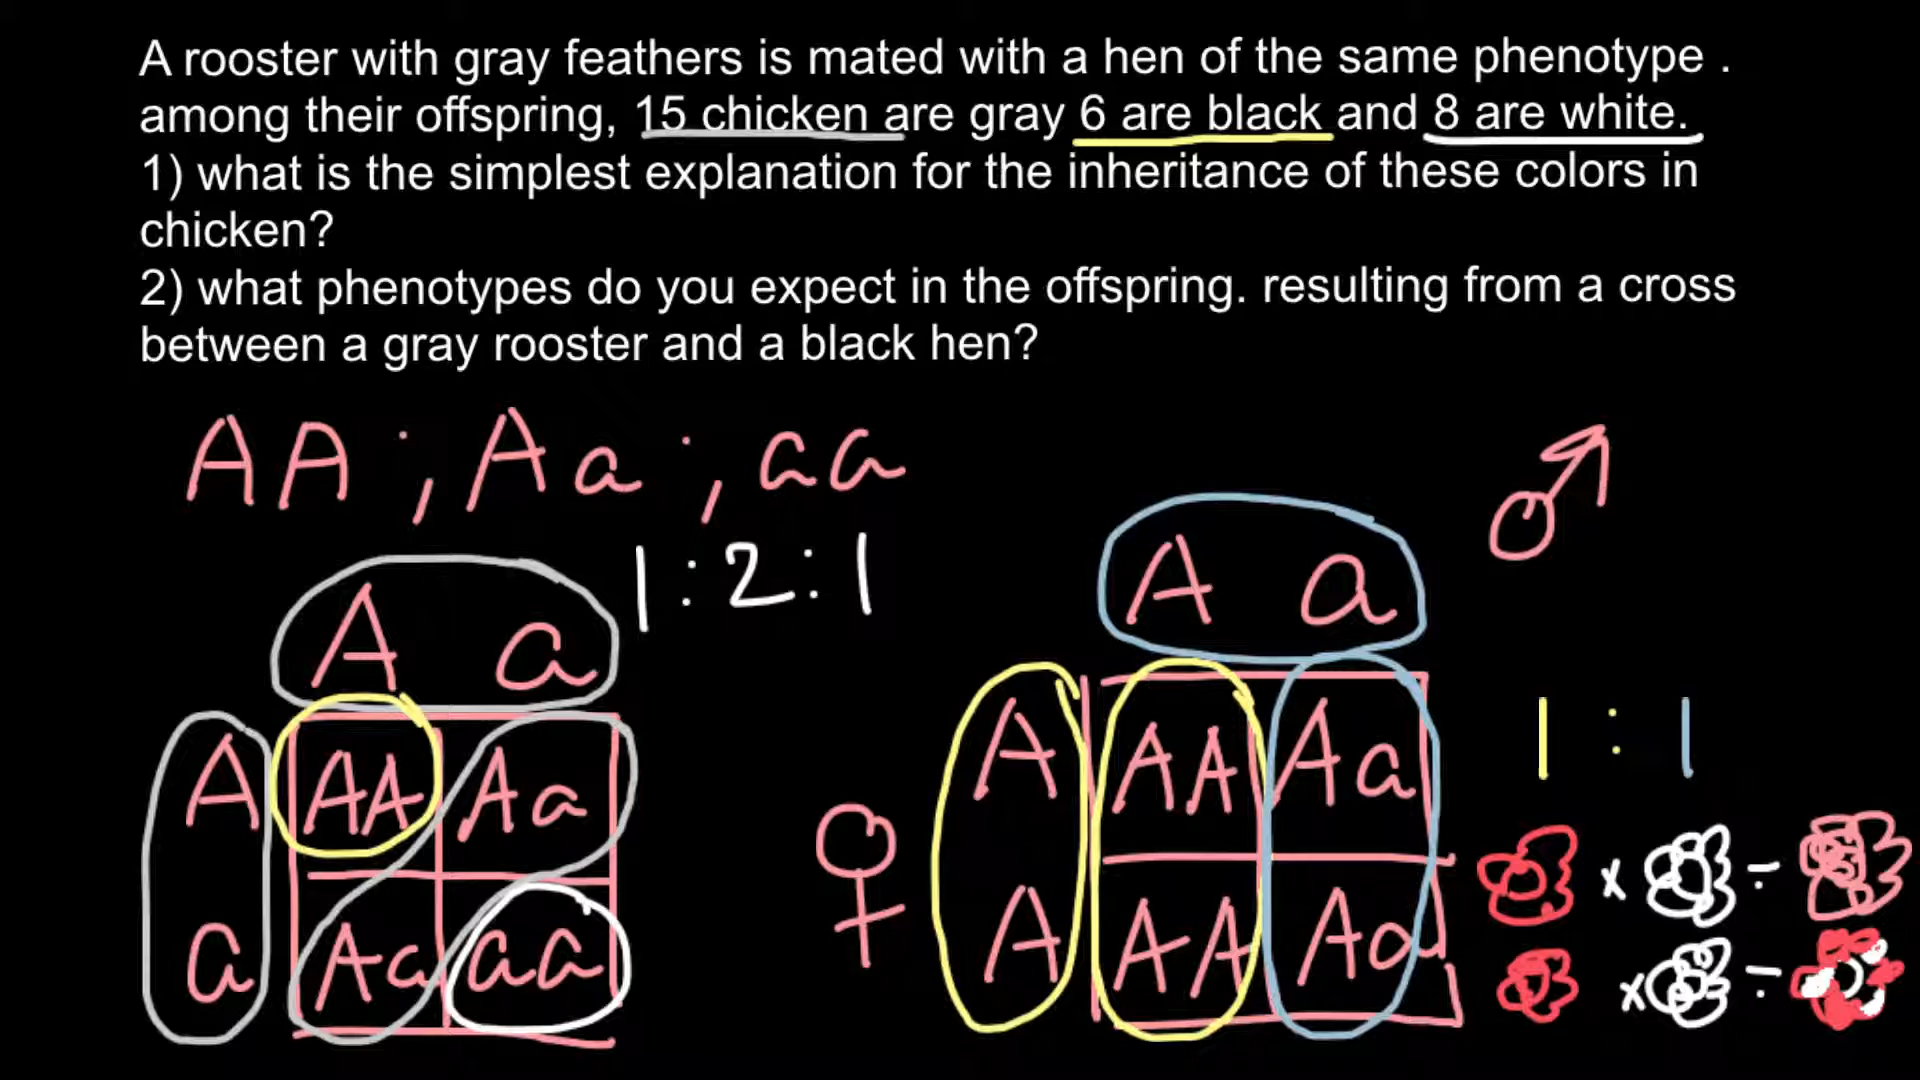 A rooster with gray feathers is mated with a hen of the same phenotype .
among their offspring, 15 chicken are gray 6 are black and 8 are white.
1) what is the simplest explanation for the inheritance of these colors in
chicken?
2) what phenotypes do you expect in the offspring. resulting from a cross
between a gray rooster and a black hen?
AA ; Aa ; aa
1 : 2 : 1
A a
A AA Aa
a Aa aa
♂
A a
♀
A AA Aa
A AA Aa
1 : 1
x ÷
x ÷